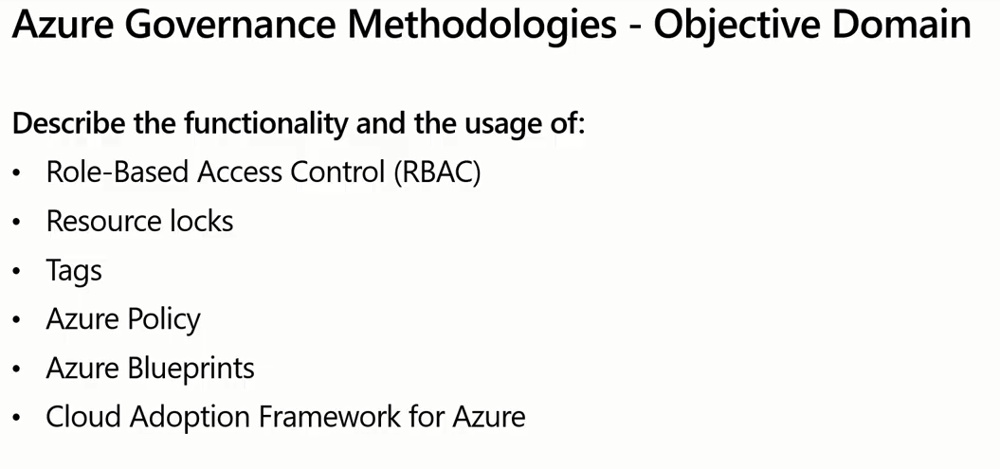 Azure Governance Methodologies - Objective Domain
Describe the functionality and the usage of:
• Role-Based Access Control (RBAC)
• Resource locks
• Tags
• Azure Policy
• Azure Blueprints
• Cloud Adoption Framework for Azure